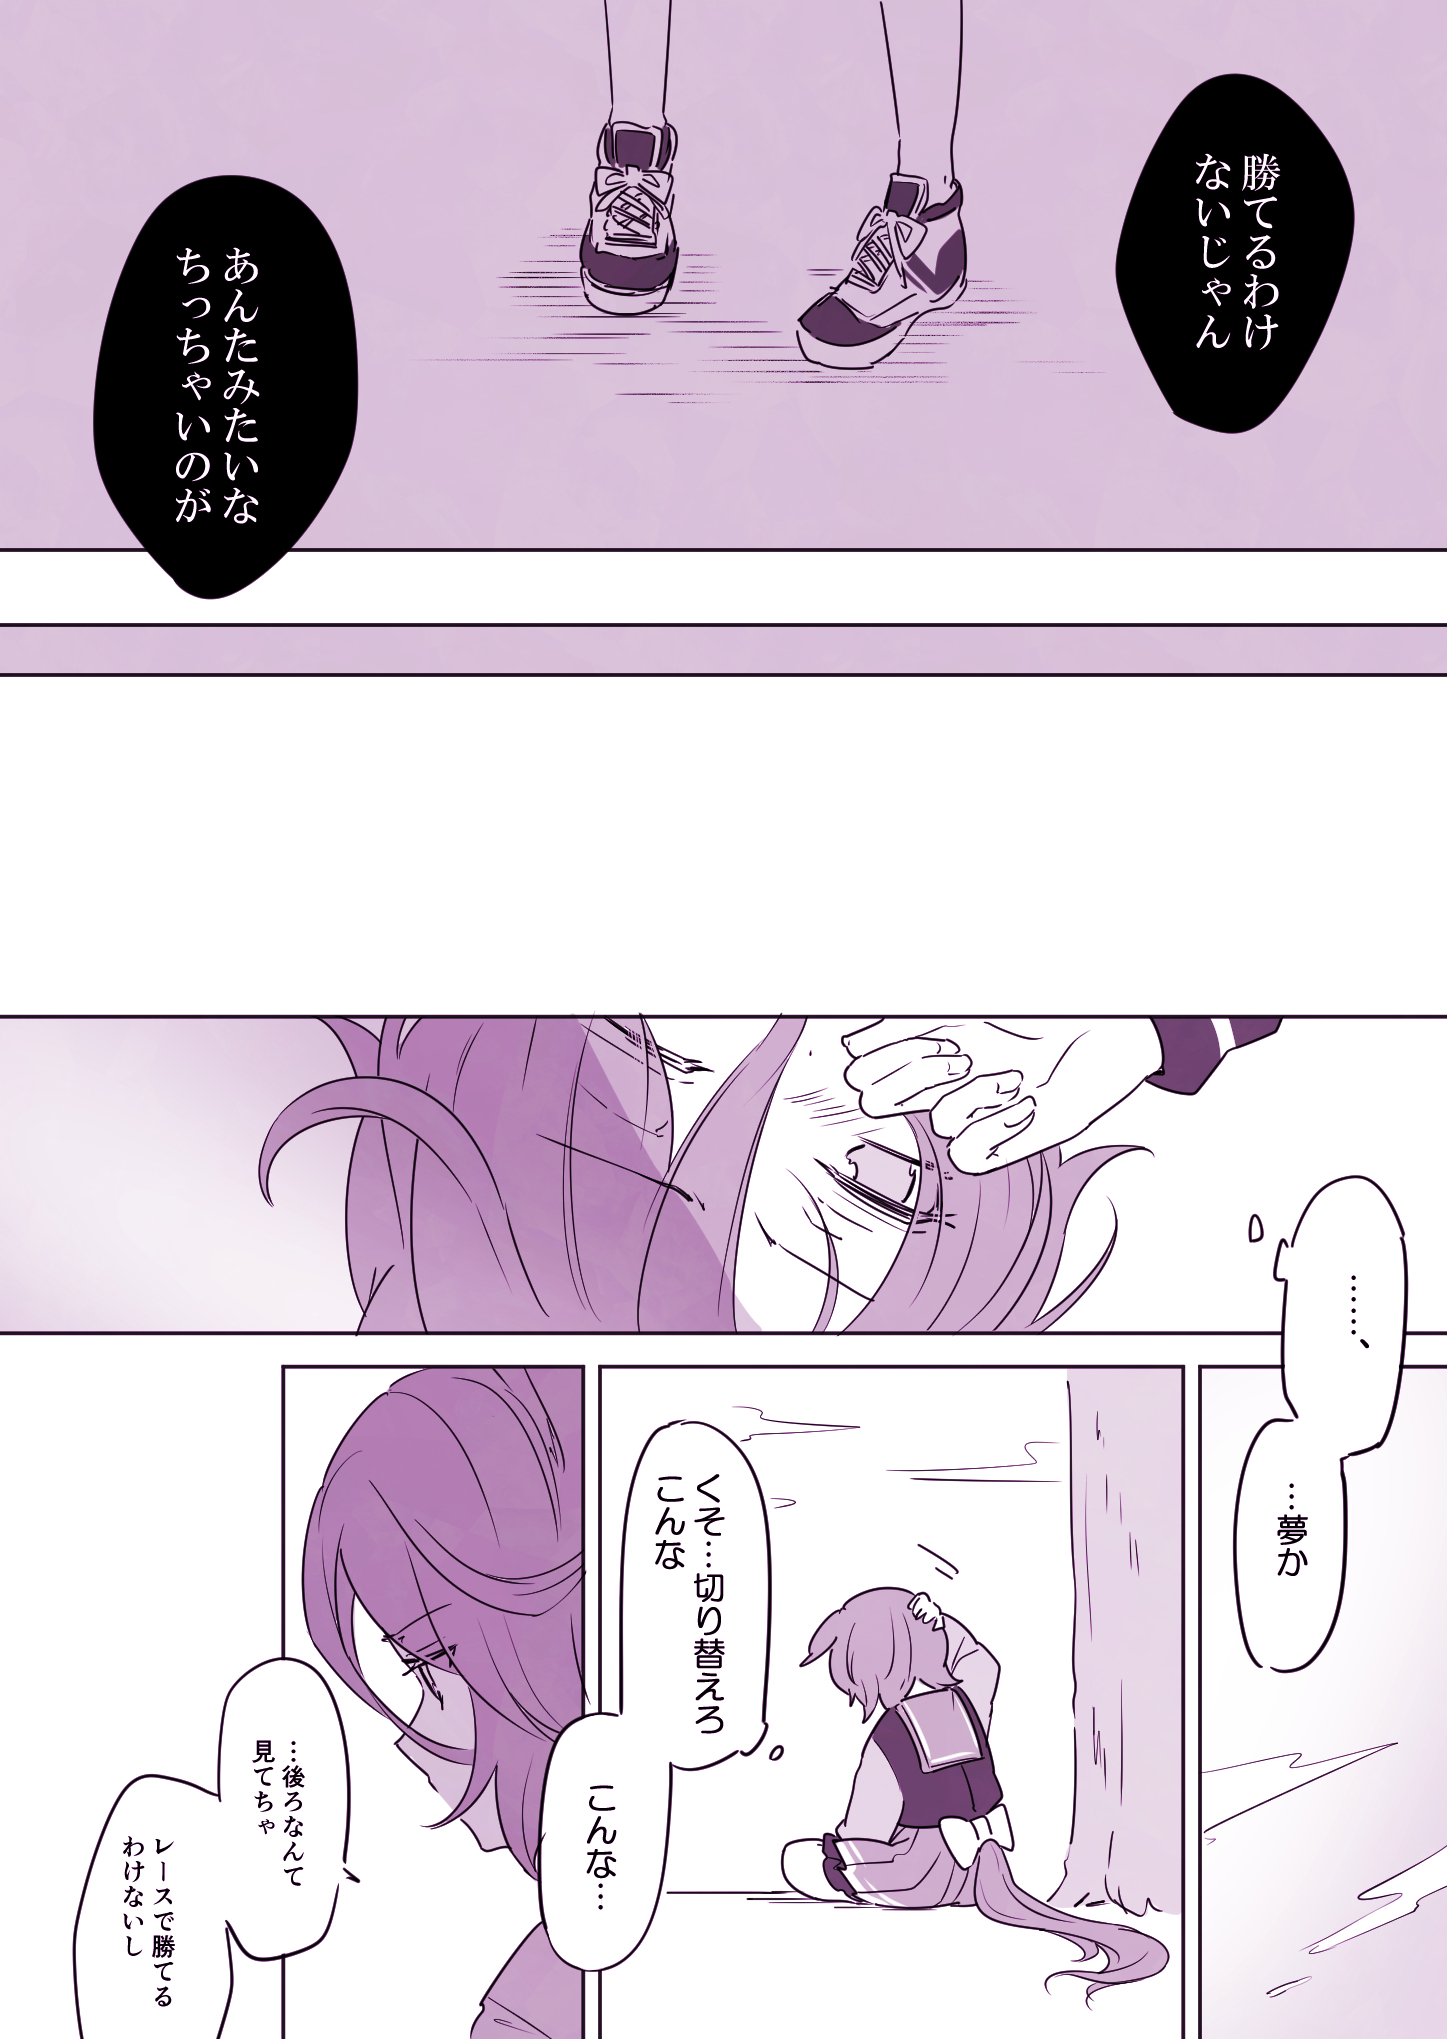 勝てるわけ
ないじゃん
あんたみたいな
ちっちゃいのが
……、
…夢か
くそ…切り替えろ
こんな
こんな…
…後ろなんて
見てちゃ
レースで勝てる
わけないし